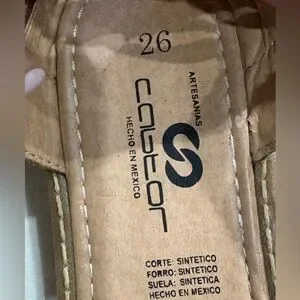 26
ARTESANIAS
castor
HECHO EN MEXICO
CORTE: SINTETICO
FORRO: SINTETICO
SUELA: SINTETICA
HECHO EN MEXICO